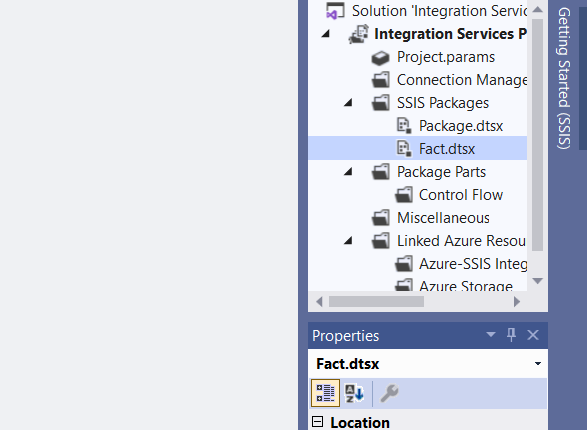 Solution 'Integration Servic
Integration Services P
Project.params
Connection Manage
SSIS Packages
Package.dtsx
Fact.dtsx
Package Parts
Control Flow
Miscellaneous
Linked Azure Resou
Azure-SSIS Integ
Azure Storage
Getting Started (SSIS)
Properties
Fact.dtsx
Location